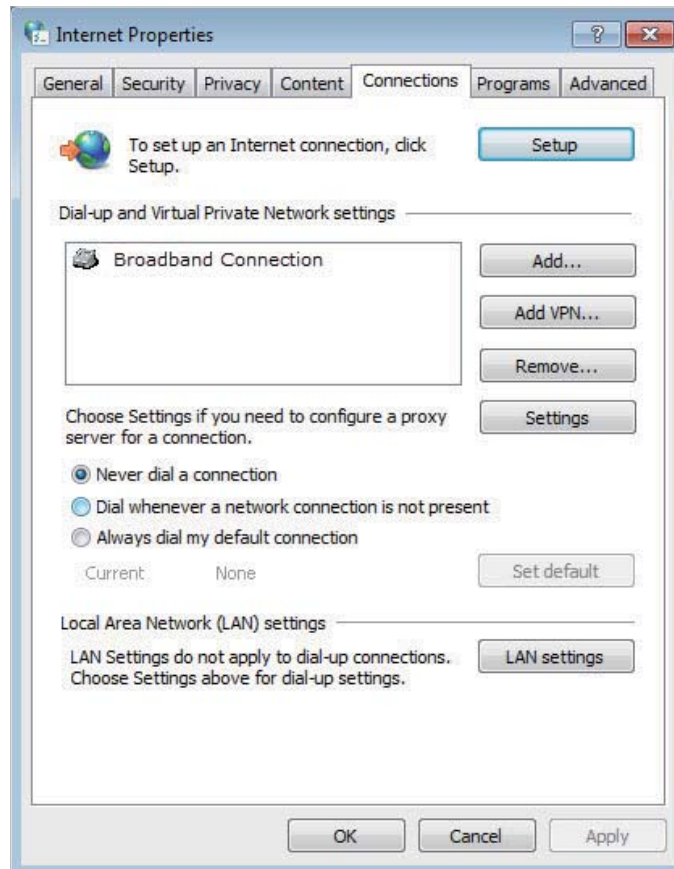 Internet Properties
General Security Privacy Content Connections Programs Advanced
To set up an Internet connection, click
Setup.
Setup
Dial-up and Virtual Private Network settings
Broadband Connection
Add...
Add VPN...
Remove...
Choose Settings if you need to configure a proxy
server for a connection.
Settings
Never dial a connection
Dial whenever a network connection is not present
Always dial my default connection
Current None
Set default
Local Area Network (LAN) settings
LAN Settings do not apply to dial-up connections.
Choose Settings above for dial-up settings.
LAN settings
OK Cancel Apply